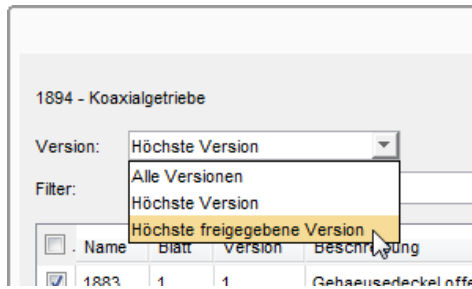 1894 - Koaxialgetriebe
Version: Höchste Version
Alle Versionen
Filter:
Höchste Version
Höchste freigegebene Version
. Name Blatt Version Beschreibung
1883 1 1 Gehaeusedeckel offe